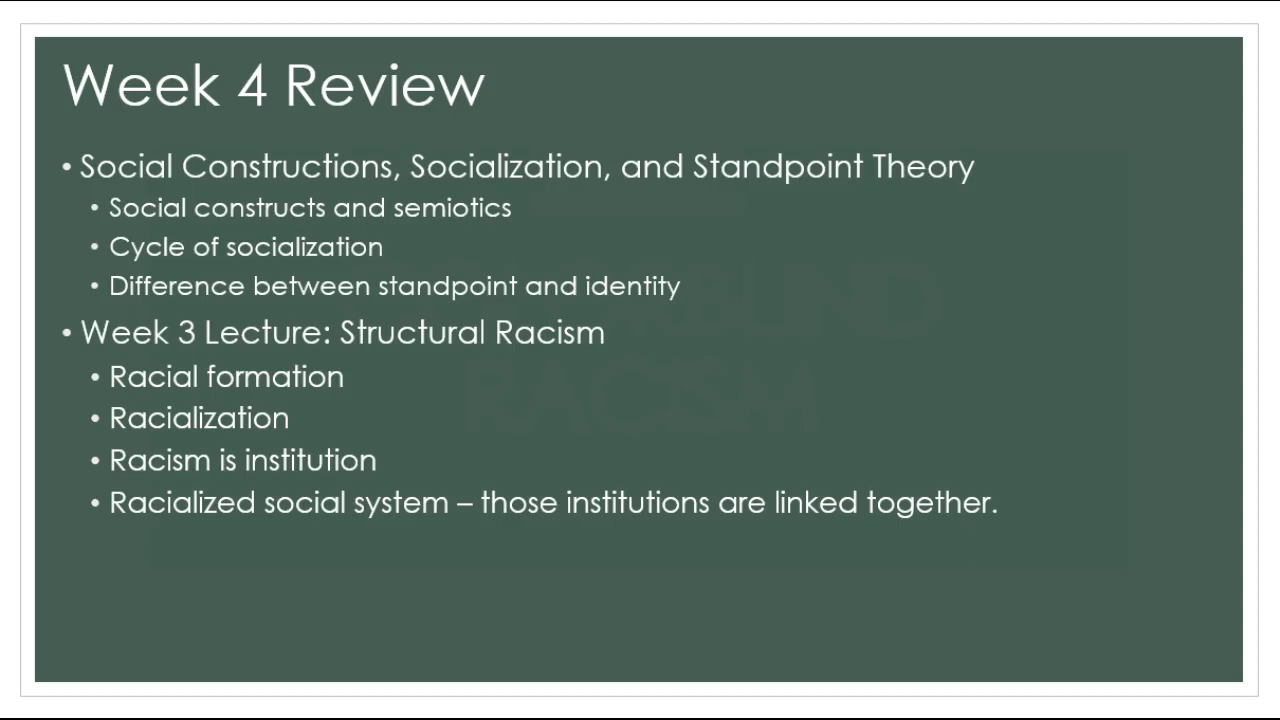 Week 4 Review
• Social Constructions, Socialization, and Standpoint Theory
• Social constructs and semiotics
• Cycle of socialization
• Difference between standpoint and identity
• Week 3 Lecture: Structural Racism
• Racial formation
• Racialization
• Racism is institution
• Racialized social system – those institutions are linked together.
RACISM